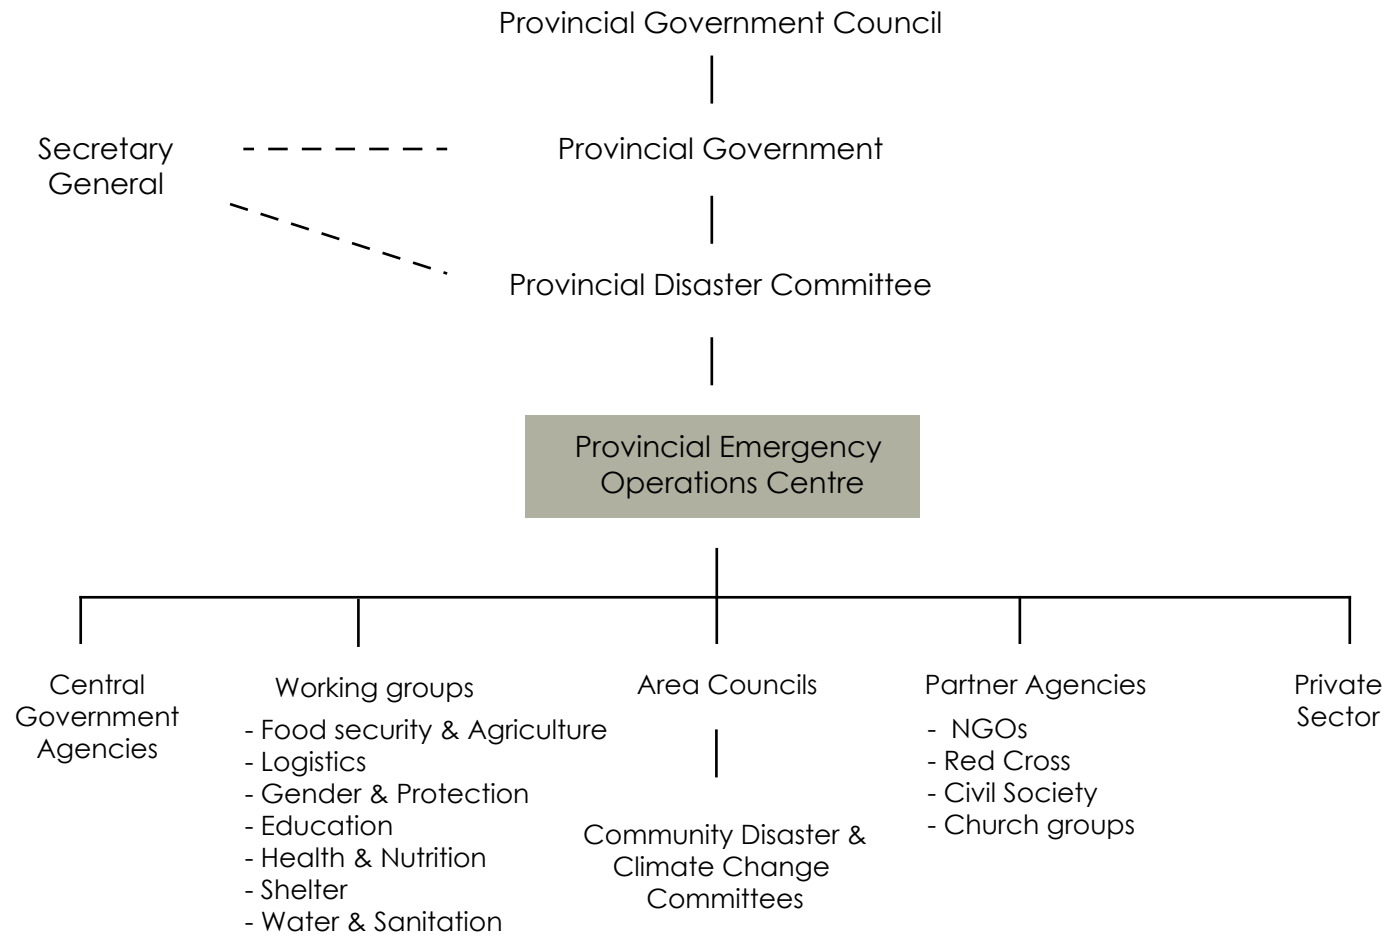 Provincial Government Council
Secretary
General
Provincial Government
Provincial Disaster Committee
Provincial Emergency
Operations Centre
Central
Government
Agencies
Working groups
- Food security & Agriculture
- Logistics
- Gender & Protection
- Education
- Health & Nutrition
- Shelter
- Water & Sanitation
Area Councils
Community Disaster &
Climate Change
Committees
Partner Agencies
- NGOs
- Red Cross
- Civil Society
- Church groups
Private
Sector